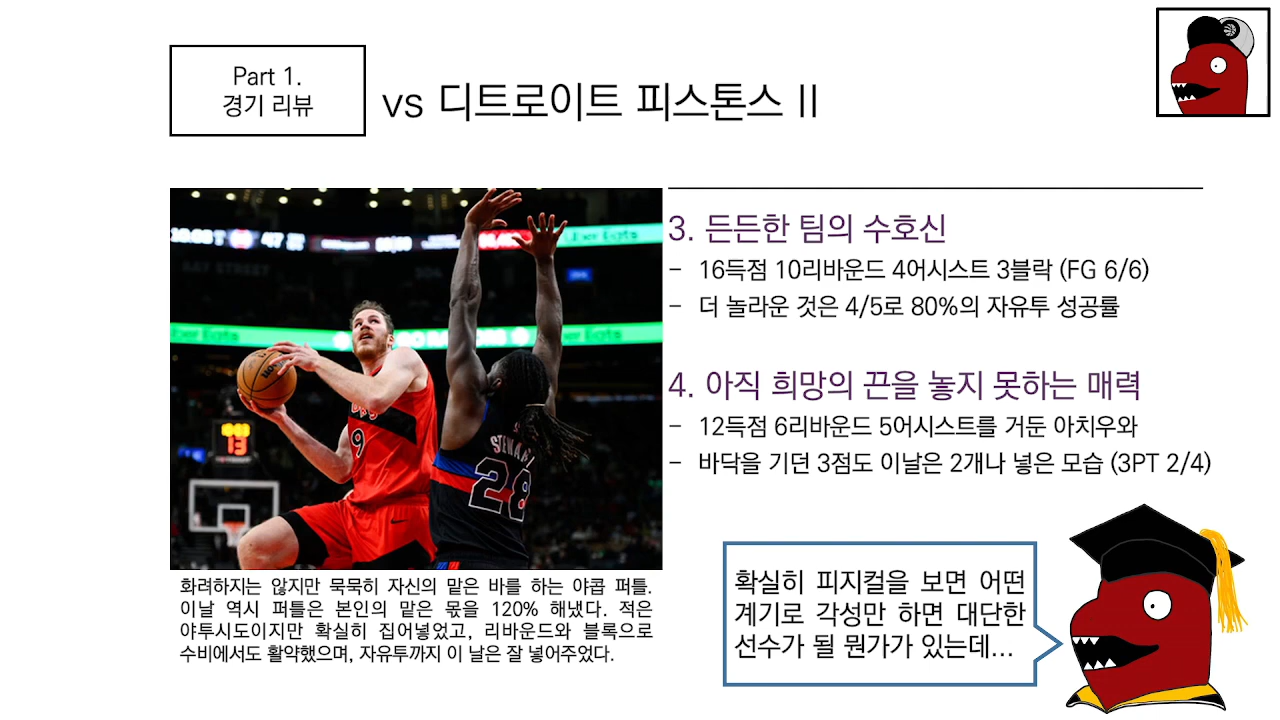 Part 1.
경기 리뷰
vs 디트로이트 피스톤스 II
Uber Eats
47
13
9
STEWART
28
3. 든든한 팀의 수호신
- 16득점 10리바운드 4어시스트 3블락 (FG 6/6)
- 더 놀라운 것은 4/5로 80%의 자유투 성공률
4. 아직 희망의 끈을 놓지 못하는 매력
- 12득점 6리바운드 5어시스트를 거둔 아치우와
- 바닥을 기던 3점도 이날은 2개나 넣은 모습 (3PT 2/4)
화려하지는 않지만 묵묵히 자신의 맡은 바를 하는 야콥 퍼틀.
이날 역시 퍼틀은 본인의 맡은 몫을 120% 해냈다. 적은
야투시도이지만 확실히 집어넣었고, 리바운드와 블록으로
수비에서도 활약했으며, 자유투까지 이 날은 잘 넣어주었다.
확실히 피지컬을 보면 어떤
계기로 각성만 하면 대단한
선수가 될 뭔가가 있는데...